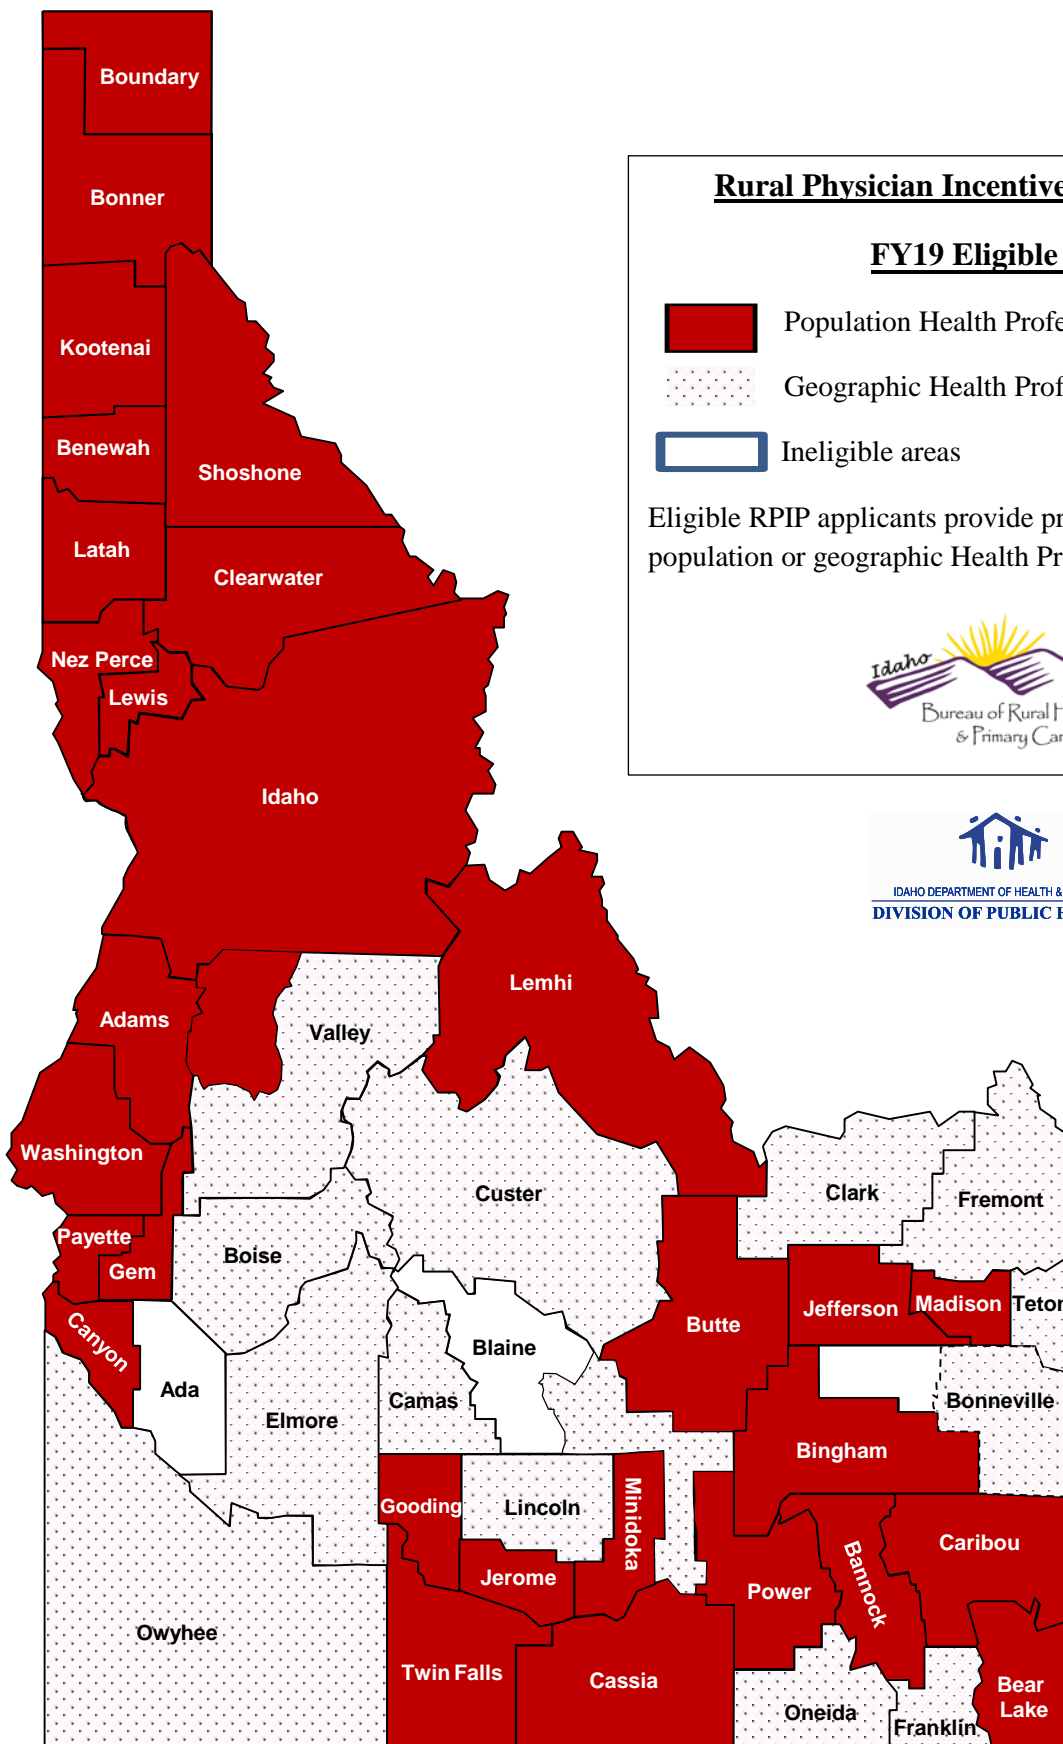 Boundary
Bonner
Rural Physician Incentive
FY19 Eligible
Population Health Profe
Geographic Health Prof
Ineligible areas
Eligible RPIP applicants provide pr
population or geographic Health Pr
Idaho
Bureau of Rural H
& Primary Car
IDAHO DEPARTMENT OF HEALTH &
DIVISION OF PUBLIC H
Kootenai
Benewah
Shoshone
Latah
Clearwater
Nez Perce
Lewis
Idaho
Lemhi
Adams
Valley
Washington
Custer
Clark
Fremont
Payette
Boise
Gem
Canyon
Jefferson
Madison
Teton
Butte
Blaine
Ada
Camas
Elmore
Bonneville
Bingham
Gooding
Lincoln
Minidoka
Caribou
Bannock
Jerome
Power
Owyhee
Twin Falls
Cassia
Bear
Lake
Oneida
Franklin